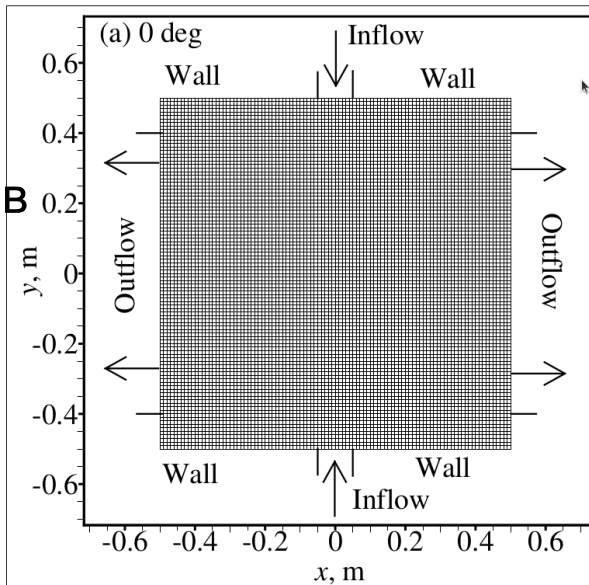 (a) 0 deg
Inflow
Wall
Wall
0.6
0.4
0.2
0
-0.2
-0.4
-0.6
B
y, m
Outflow
Outflow
Wall
Wall
Inflow
-0.6
-0.4
-0.2
0
0.2
0.4
0.6
x, m